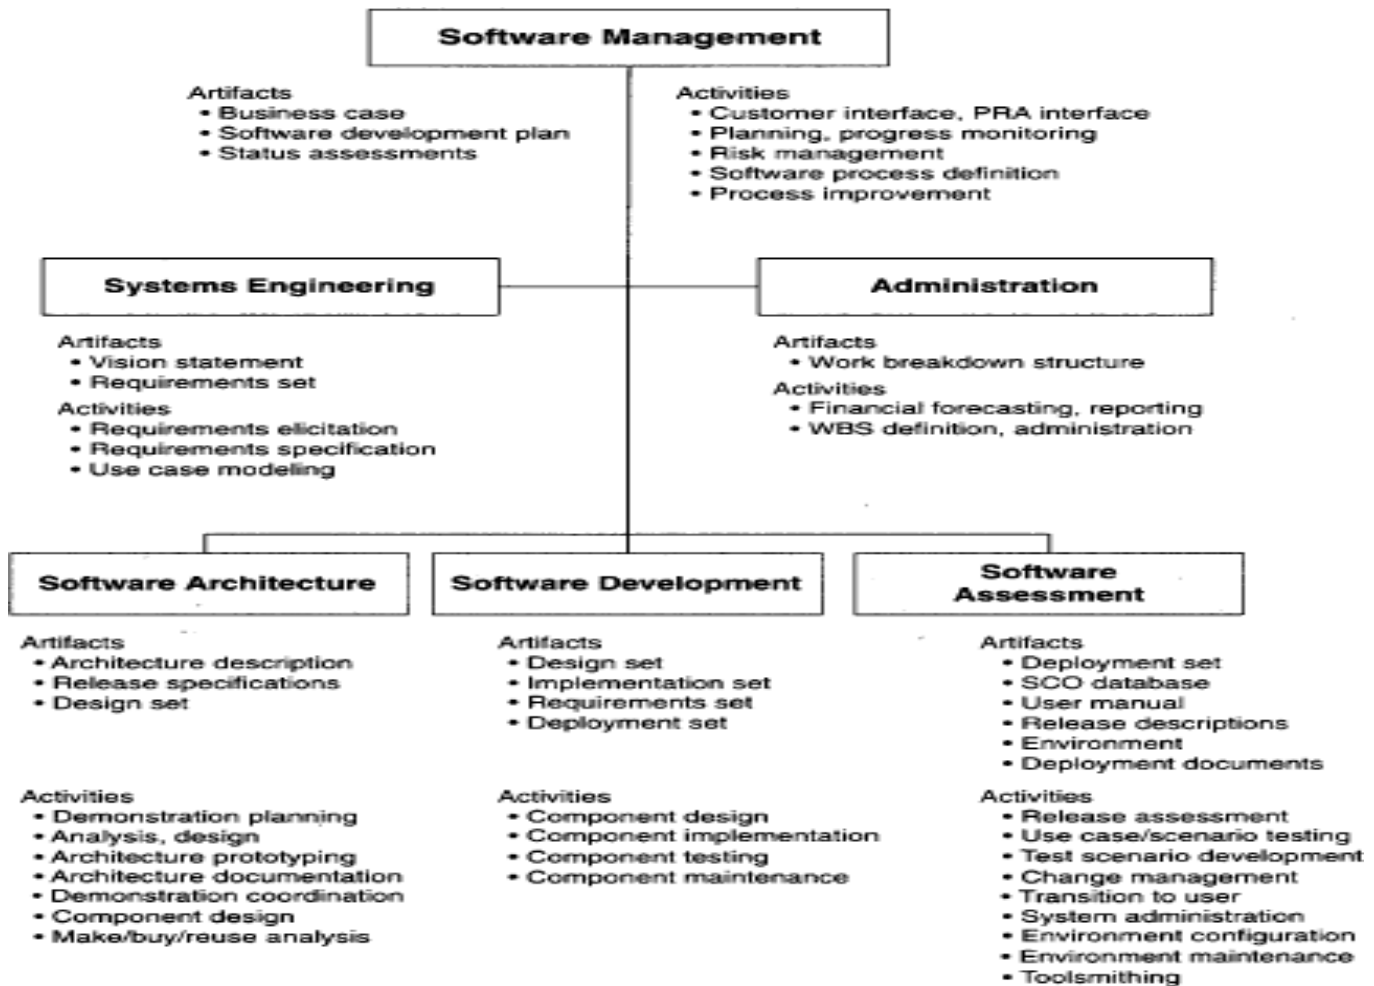 Software Management
Artifacts
• Business case
• Software development plan
• Status assessments
Activities
• Customer interface, PRA interface
• Planning, progress monitoring
• Risk management
• Software process definition
• Process improvement
Systems Engineering
Artifacts
• Vision statement
• Requirements set
Activities
• Requirements elicitation
• Requirements specification
• Use case modeling
Administration
Artifacts
• Work breakdown structure
Activities
• Financial forecasting, reporting
• WBS definition, administration
Software Architecture
Artifacts
• Architecture description
• Release specifications
• Design set
Activities
• Demonstration planning
• Analysis, design
• Architecture prototyping
• Architecture documentation
• Demonstration coordination
• Component design
• Make/buy/reuse analysis
Software Development
Artifacts
• Design set
• Implementation set
• Requirements set
• Deployment set
Activities
• Component design
• Component implementation
• Component testing
• Component maintenance
Software
Assessment
Artifacts
• Deployment set
• SCO database
• User manual
• Release descriptions
• Environment
• Deployment documents
Activities
• Release assessment
• Use case/scenario testing
• Test scenario development
• Change management
• Transition to user
• System administration
• Environment configuration
• Environment maintenance
• Toolsmithing